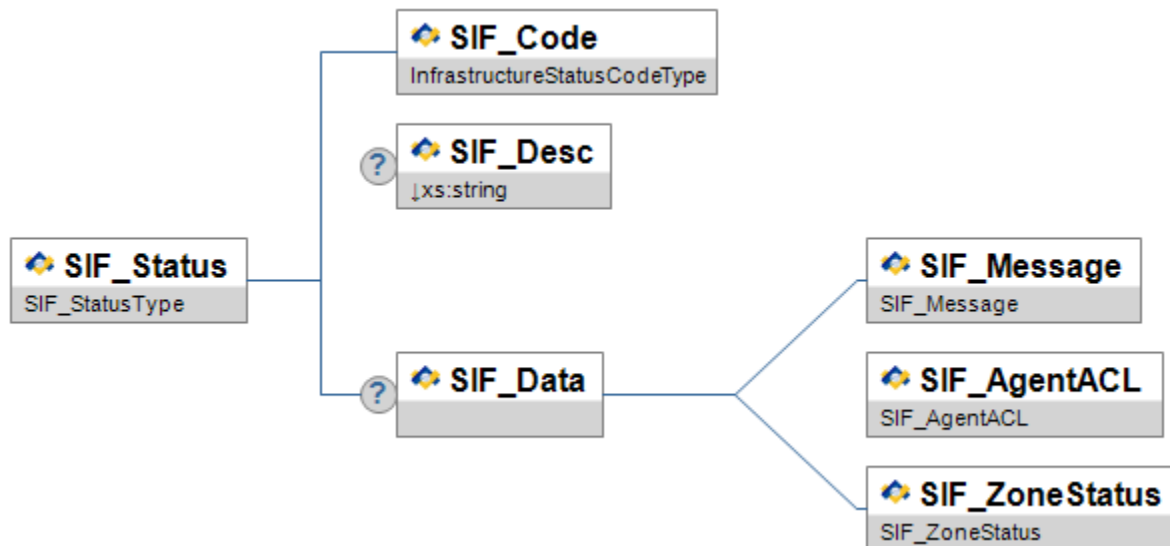 SIF_Code
InfrastructureStatusCodeType
?
SIF_Desc
↓xs:string
SIF_Status
SIF_StatusType
?
SIF_Data
SIF_Message
SIF_Message
SIF_AgentACL
SIF_AgentACL
SIF_ZoneStatus
SIF_ZoneStatus